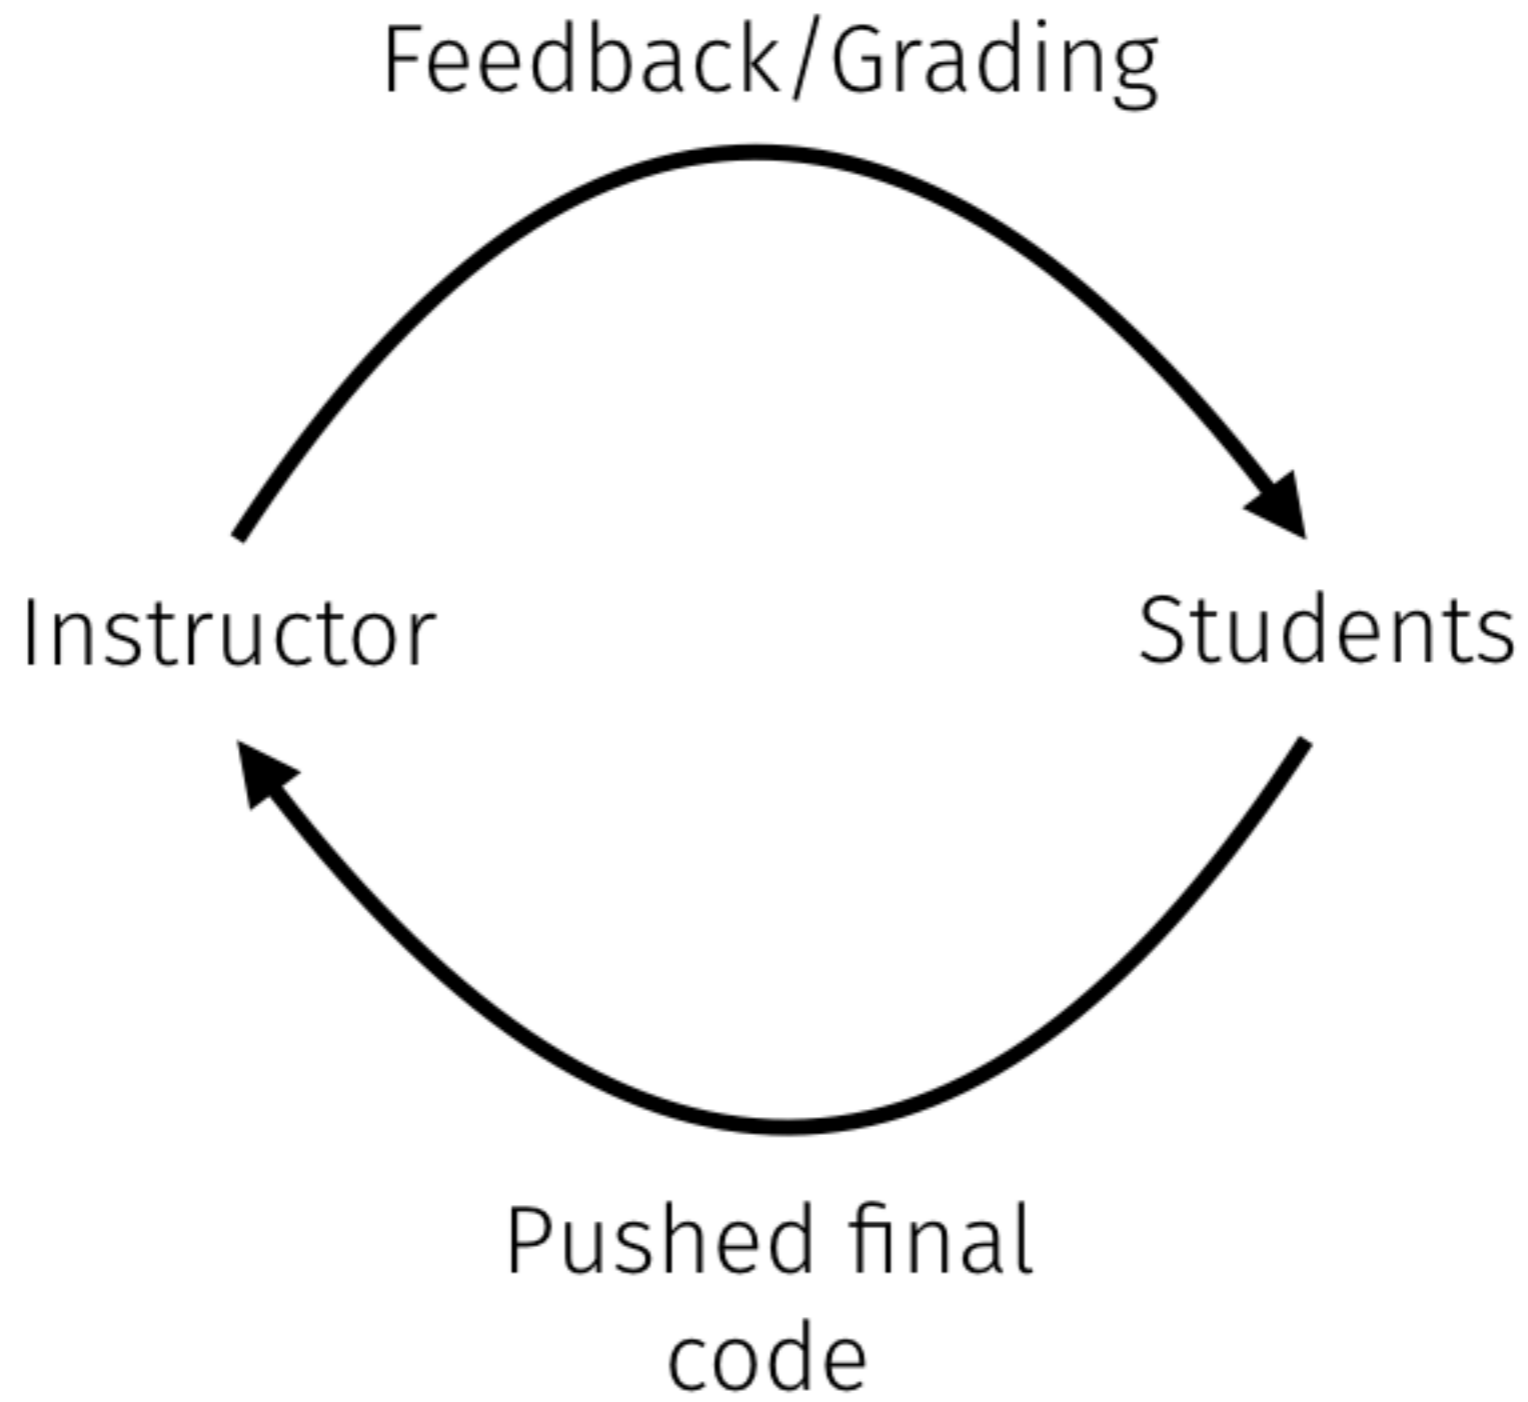 Feedback/Grading
Instructor
Students
Pushed final
code